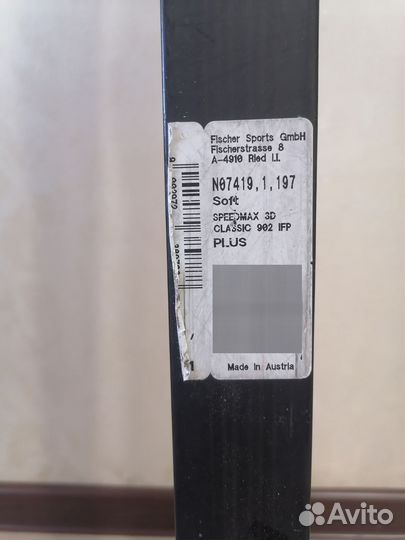 Fischer Sports GmbH
Fischerstrasse 8
A-4910 Ried I.I.
N07419,1,197
Soft
SPEEDMAX 3D
CLASSIC 902 IFP
PLUS
Made in Austria
1
Avito